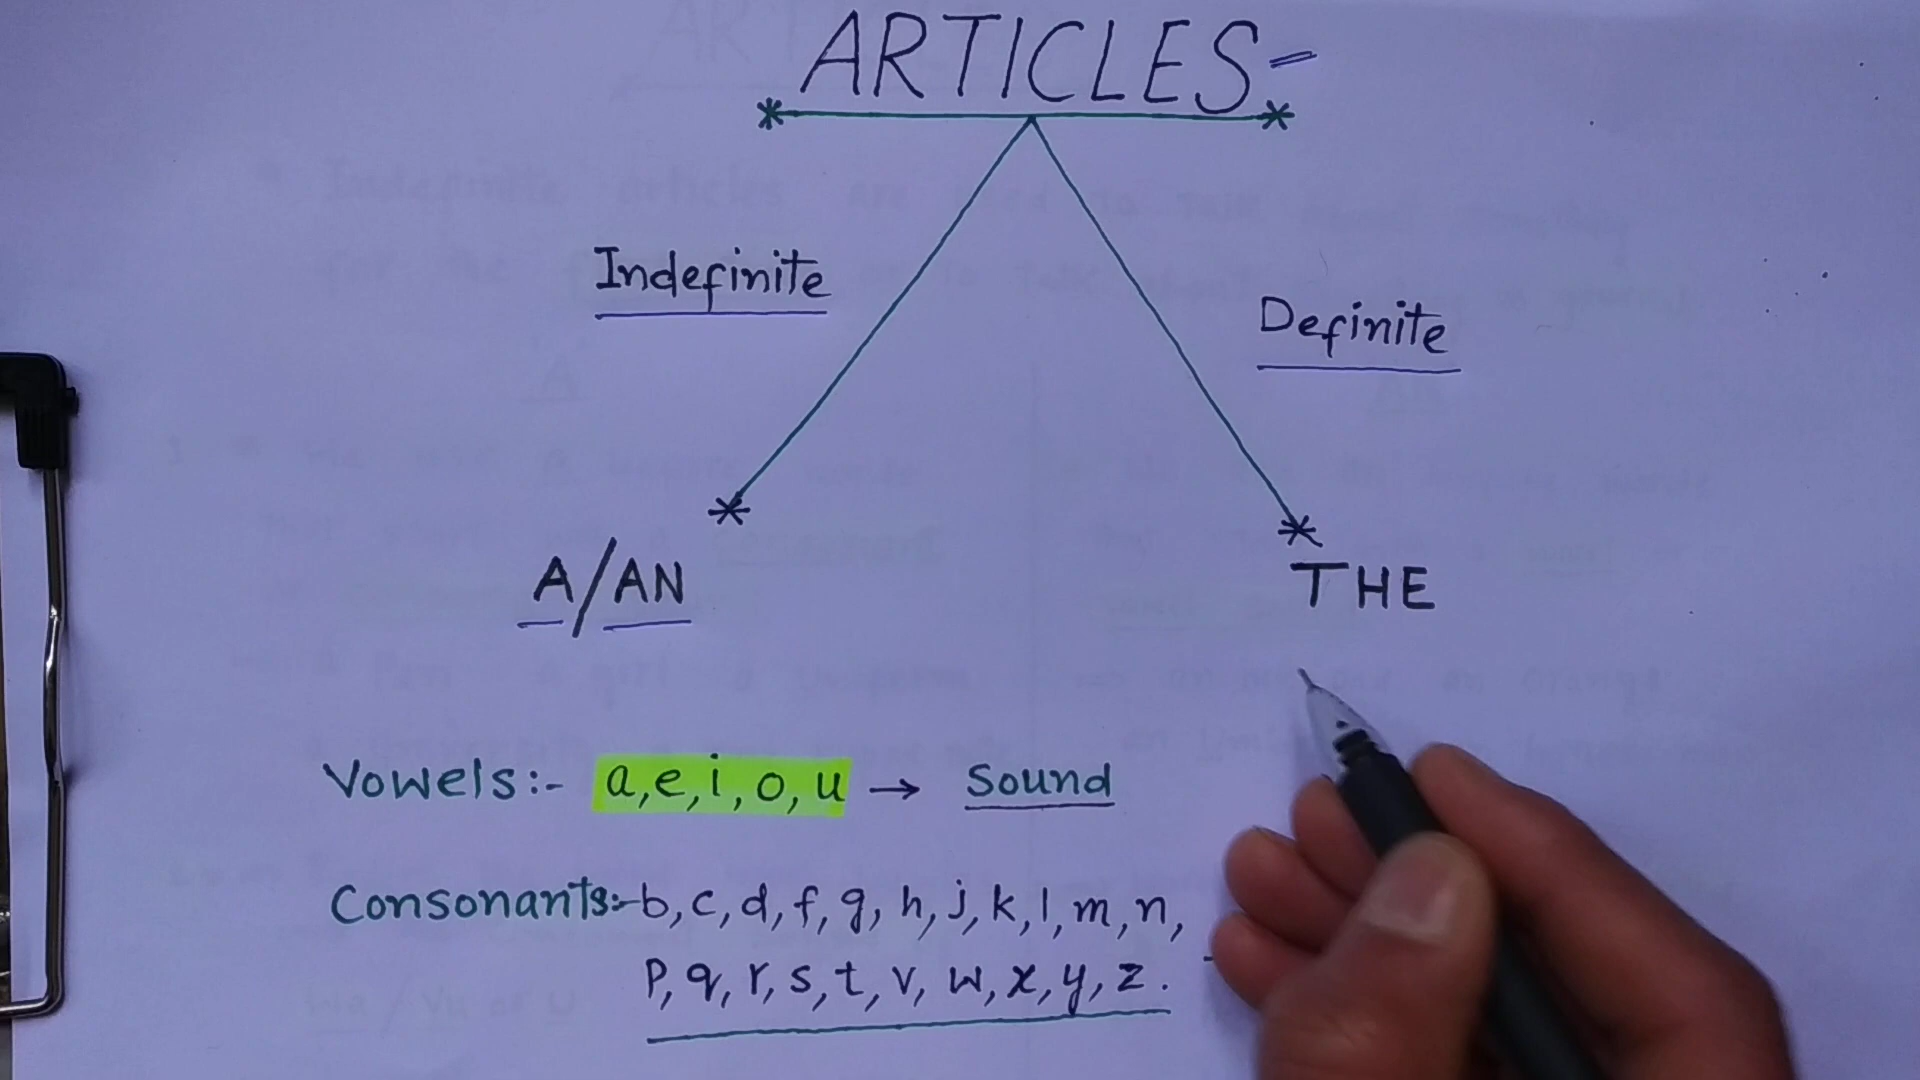 ARTICLES-
Indefinite
Definite
A/AN
THE
Vowels:- a,e,i,o,u → Sound
Consonants:- b,c,d,f,g,h,j,k,l,m,n,
p,q,r,s,t,v,w,x,y,z.